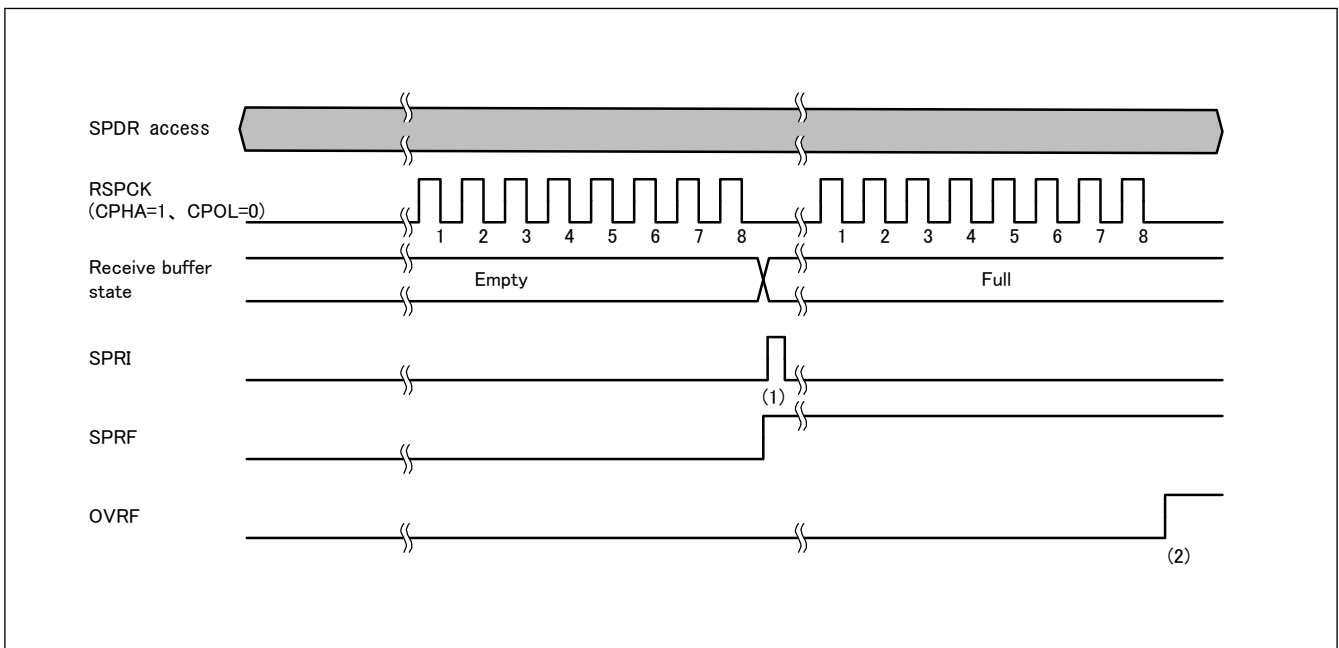 SPDR access
RSPCK
(CPHA=1、CPOL=0)
1 2 3 4 5 6 7 8 1 2 3 4 5 6 7 8
Receive buffer
state
Empty Full
SPRI
(1)
SPRF
OVRF
(2)